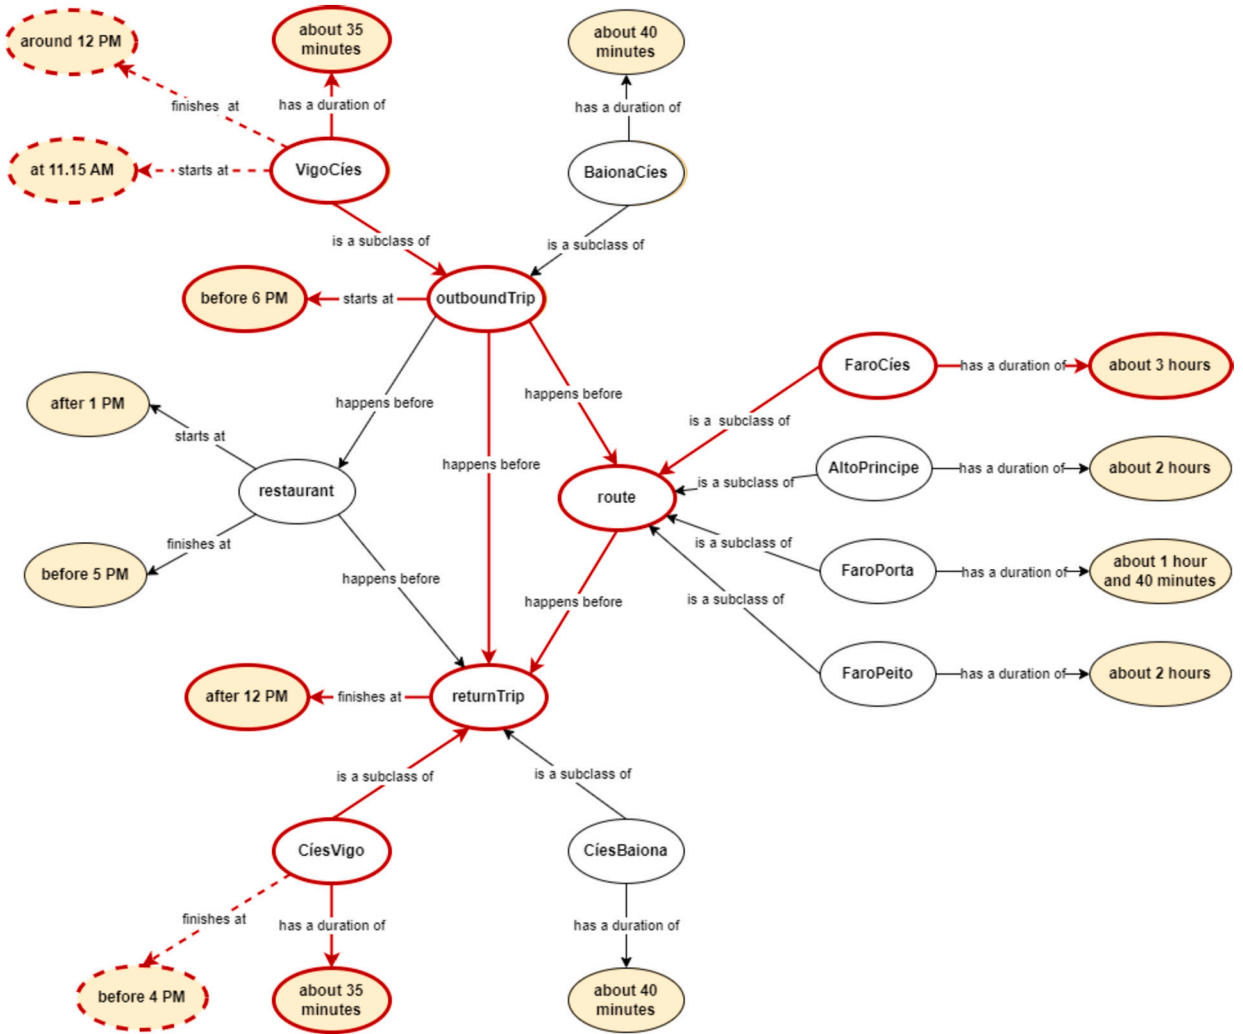 around 12 PM
about 35
minutes
about 40
minutes
finishes at
has a duration of
has a duration of
at 11.15 AM
starts at
VigoCíes
BaionaCíes
is a subclass of
is a subclass of
before 6 PM
starts at
outboundTrip
FaroCíes
has a duration of
about 3 hours
after 1 PM
happens before
happens before
is a subclass of
starts at
happens before
AltoPrincipe
has a duration of
about 2 hours
restaurant
route
is a subclass of
finishes at
is a subclass of
before 5 PM
happens before
FaroPorta
has a duration of
about 1 hour
and 40 minutes
happens before
is a subclass of
FaroPeito
has a duration of
about 2 hours
after 12 PM
finishes at
returnTrip
is a subclass of
is a subclass of
CíesVigo
CíesBaiona
finishes at
has a duration of
has a duration of
before 4 PM
about 35
minutes
about 40
minutes